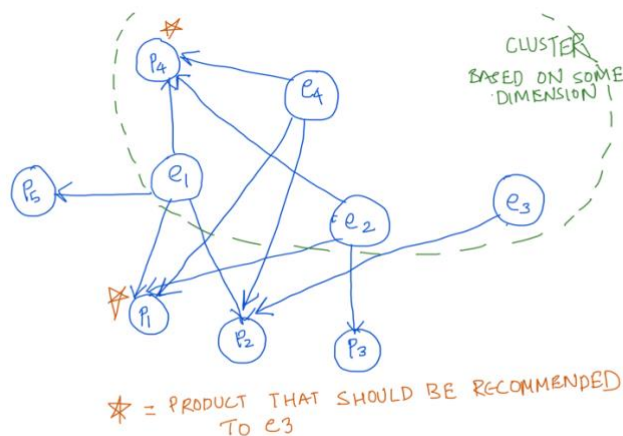 CLUSTER
BASED ON SOME
DIMENSION
P4
e4
e1
P5
e2
e3
P1
P2
P3
= PRODUCT THAT SHOULD BE RECOMMENDED
TO e3